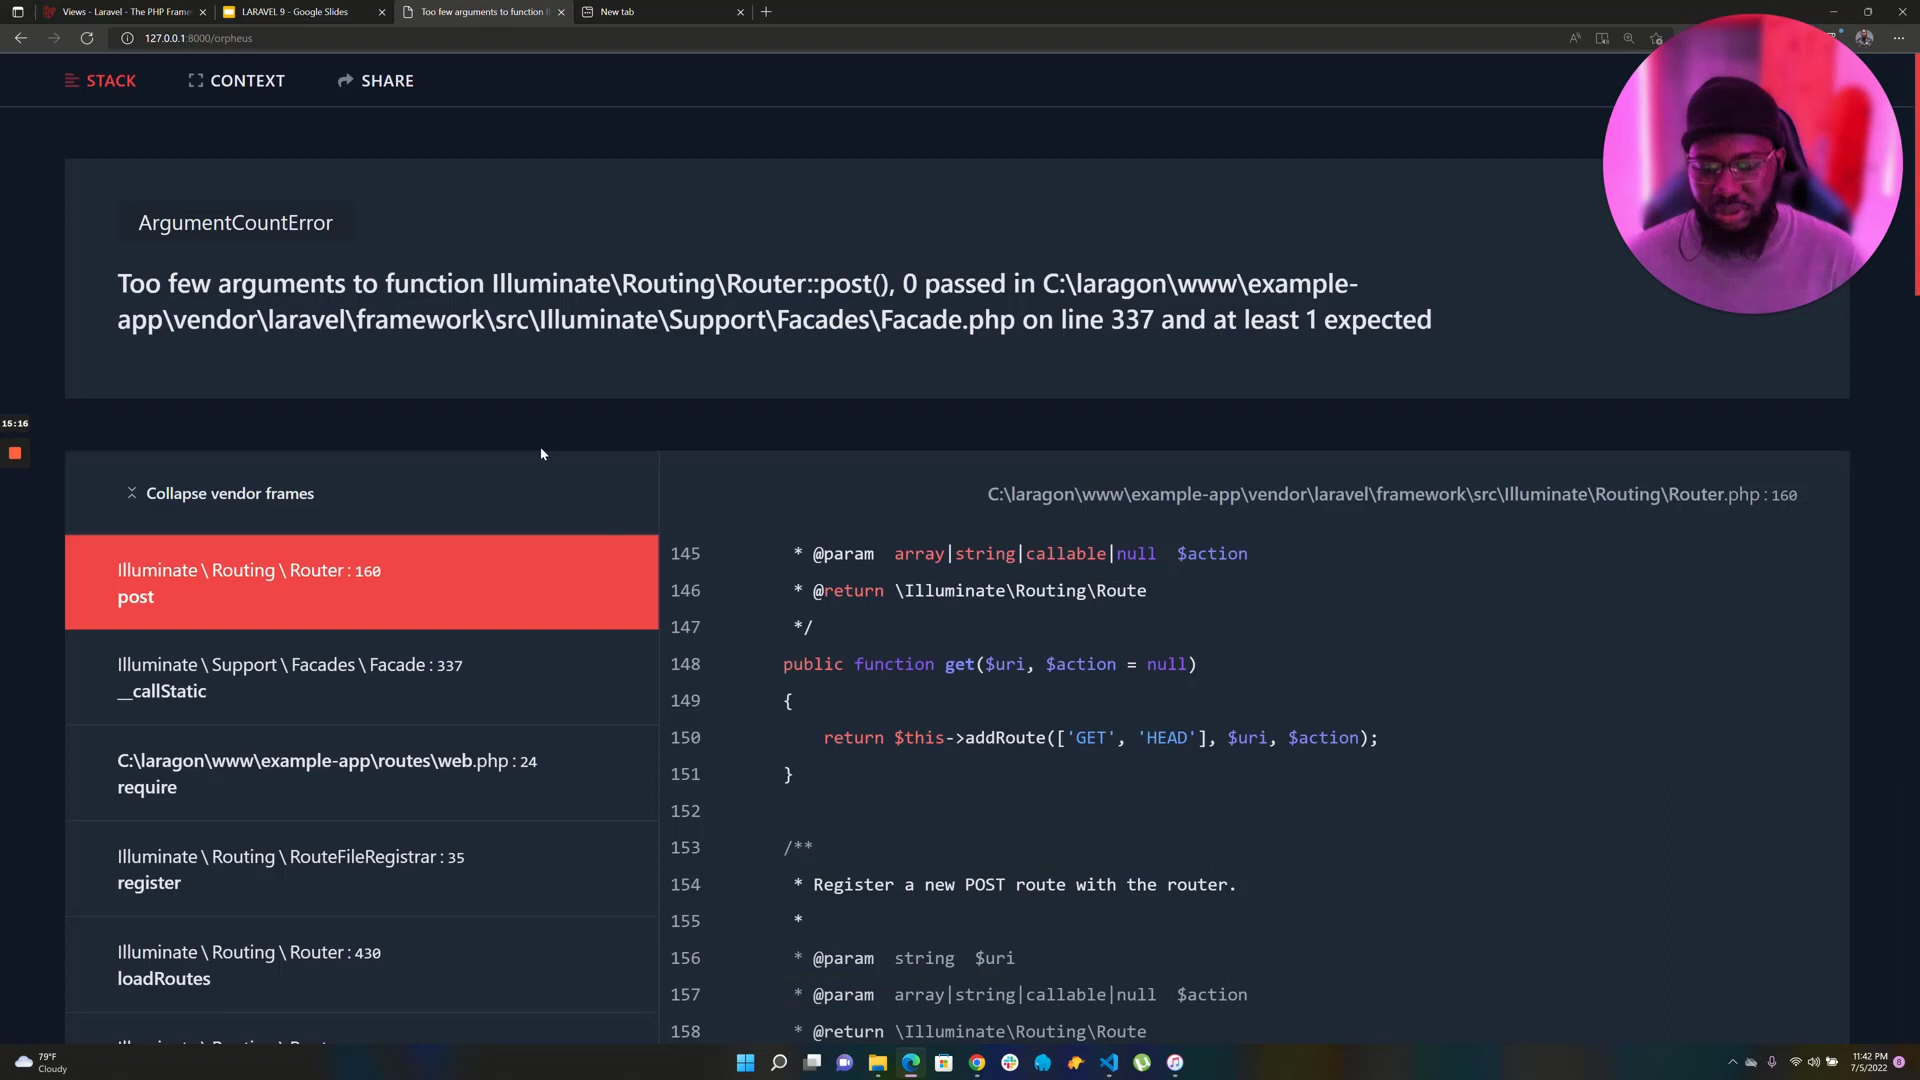 Views - Laravel - The PHP Frame
LARAVEL 9 - Google Slides
Too few arguments to function Il
New tab
127.0.0.1:8000/orpheus
STACK
CONTEXT
SHARE
ArgumentCountError
Too few arguments to function Illuminate\Routing\Router::post(), 0 passed in C:\laragon\www\example-
app\vendor\laravel\framework\src\Illuminate\Support\Facades\Facade.php on line 337 and at least 1 expected
15:16
Collapse vendor frames
Illuminate \ Routing \ Router : 160
post
Illuminate \ Support \ Facades \ Facade : 337
__callStatic
C:\laragon\www\example-app\routes\web.php : 24
require
Illuminate \ Routing \ RouteFileRegistrar : 35
register
Illuminate \ Routing \ Router : 430
loadRoutes
C:\laragon\www\example-app\vendor\laravel\framework\src\Illuminate\Routing\Router.php : 160
145 * @param array|string|callable|null $action
146 * @return \Illuminate\Routing\Route
147 */
148 public function get($uri, $action = null)
149 {
150 return $this->addRoute(['GET', 'HEAD'], $uri, $action);
151 }
152
153 /**
154 * Register a new POST route with the router.
155 *
156 * @param string $uri
157 * @param array|string|callable|null $action
158 * @return \Illuminate\Routing\Route
79°F
Cloudy
11:42 PM
7/5/2022
8